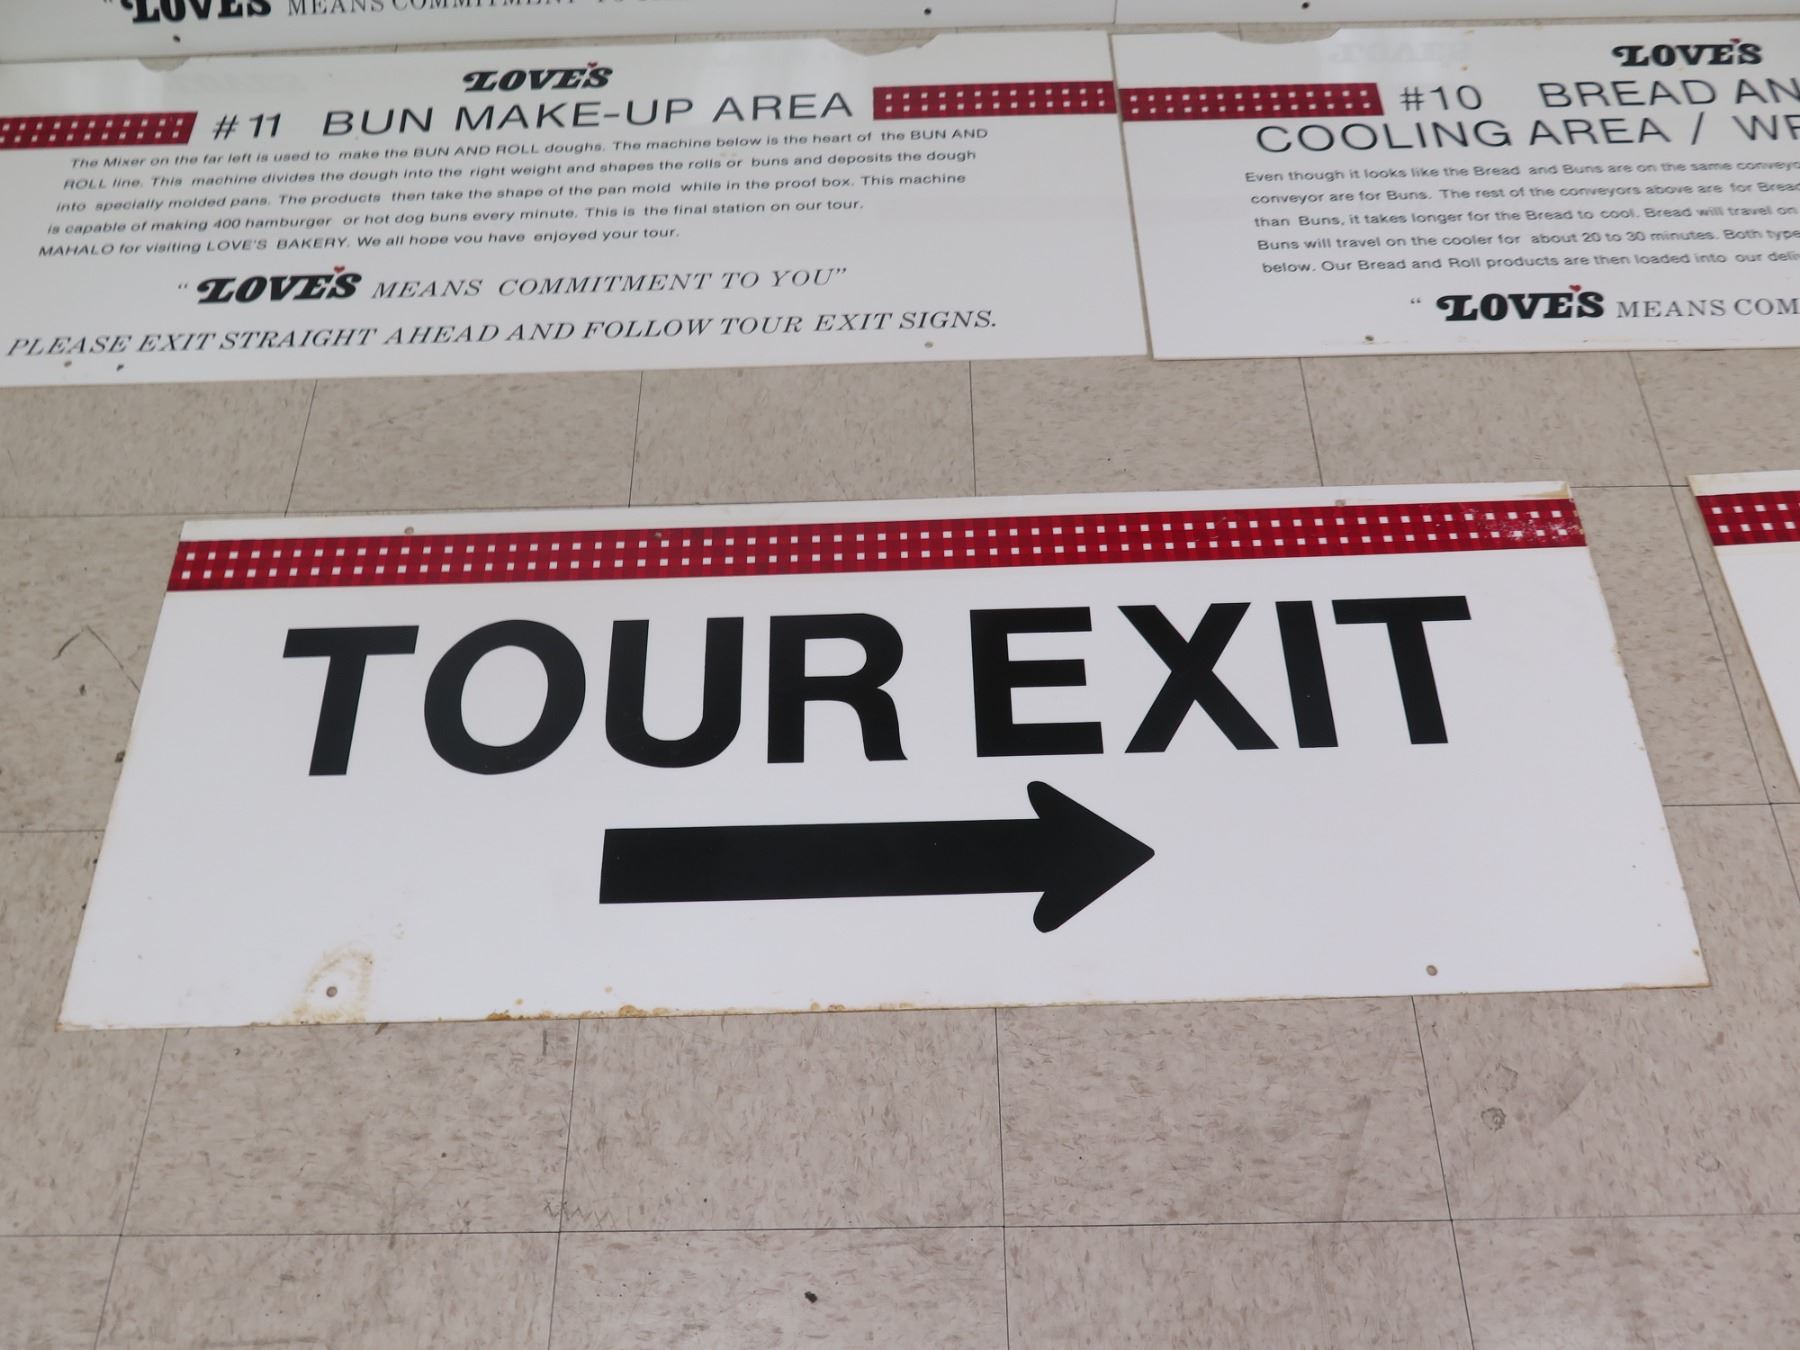 "LOVE'S MEANS COMMITMENT TO
LOVE'S
#11 BUN MAKE-UP AREA
The Mixer on the far left is used to make the BUN AND ROLL doughs. The machine below is the heart of the BUN AND
ROLL line. This machine divides the dough into the right weight and shapes the rolls or buns and deposits the dough
into specially molded pans. The products then take the shape of the pan mold while in the proof box. This machine
is capable of making 400 hamburger or hot dog buns every minute. This is the final station on our tour.
MAHALO for visiting LOVE'S BAKERY. We all hope you have enjoyed your tour.
"LOVE'S MEANS COMMITMENT TO YOU"
PLEASE EXIT STRAIGHT AHEAD AND FOLLOW TOUR EXIT SIGNS.
LOVE'S
#10 BREAD AN
COOLING AREA / WR
Even though it looks like the Bread and Buns are on the same conveyo
conveyor are for Buns. The rest of the conveyors above are for Bread
than Buns, it takes longer for the Bread to cool. Bread will travel on
Buns will travel on the cooler for about 20 to 30 minutes. Both type
below. Our Bread and Roll products are then loaded into our deli
"LOVE'S MEANS COM
TOUR EXIT